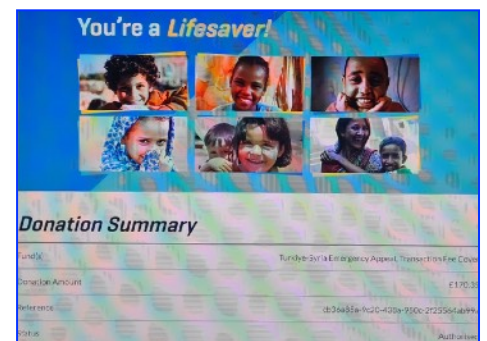 You're a Lifesaver!
Donation Summary
Fund(s)
Turkiye-Syria Emergency Appeal, Transaction Fee Cover
Donation Amount
£170.35
Reference
Status
Authorised